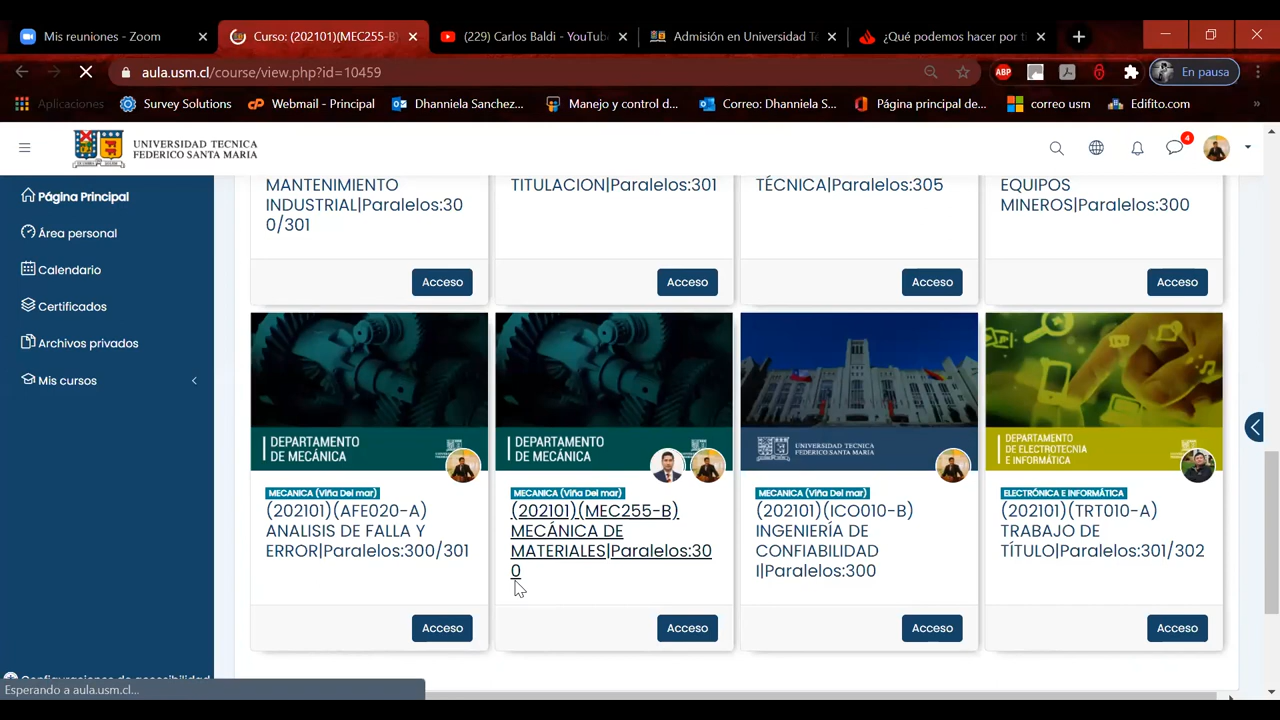 Mis reuniones - Zoom
Curso: (202101)(MEC255-B)
(229) Carlos Baldi - YouTube
Admisión en Universidad Té
¿Qué podemos hacer por ti
aula.usm.cl/course/view.php?id=10459
ABP
En pausa
Aplicaciones
Survey Solutions
Webmail - Principal
Dhanniela Sanchez...
Manejo y control d...
Correo: Dhanniela S...
Página principal de...
correo usm
Edifito.com
»
UNIVERSIDAD TECNICA
FEDERICO SANTA MARIA
4
Página Principal
Área personal
Calendario
Certificados
Archivos privados
Mis cursos
MANTENIMIENTO
INDUSTRIAL|Paralelos:30
0/301
Acceso
TITULACION|Paralelos:301
Acceso
TÉCNICA|Paralelos:305
Acceso
EQUIPOS
MINEROS|Paralelos:300
Acceso
DEPARTAMENTO
DE MECÁNICA
MECANICA (Viña Del mar)
(202101)(AFE020-A)
ANALISIS DE FALLA Y
ERROR|Paralelos:300/301
Acceso
DEPARTAMENTO
DE MECÁNICA
MECANICA (Viña Del mar)
(202101)(MEC255-B)
MECÁNICA DE
MATERIALES|Paralelos:30
0
Acceso
UNIVERSIDAD TECNICA
FEDERICO SANTA MARIA
MECANICA (Viña Del mar)
(202101)(ICO010-B)
INGENIERÍA DE
CONFIABILIDAD
I|Paralelos:300
Acceso
DEPARTAMENTO
DE ELECTROTECNIA
E INFORMÁTICA
ELECTRÓNICA E INFORMÁTICA
(202101)(TRT010-A)
TRABAJO DE
TÍTULO|Paralelos:301/302
Acceso
Configuraciones de accesibilidad
Esperando a aula.usm.cl...